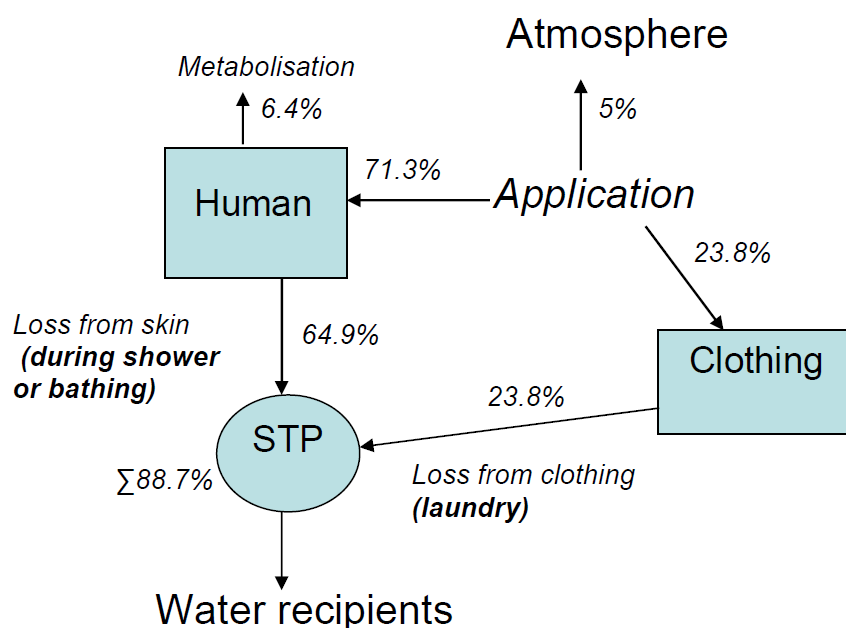 Atmosphere
Metabolisation
6.4%
5%
71.3%
Application
Human
23.8%
Loss from skin
(during shower
or bathing)
64.9%
Clothing
23.8%
STP
∑88.7%
Loss from clothing
(laundry)
Water recipients